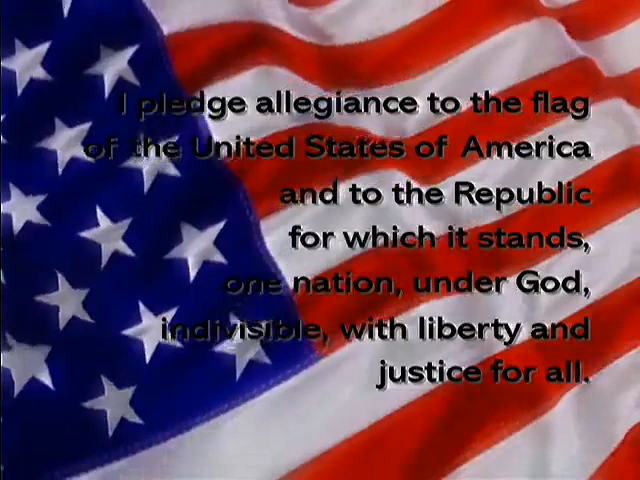 I pledge allegiance to the flag
of the United States of America
and to the Republic
for which it stands,
one nation, under God,
indivisible, with liberty and
justice for all.